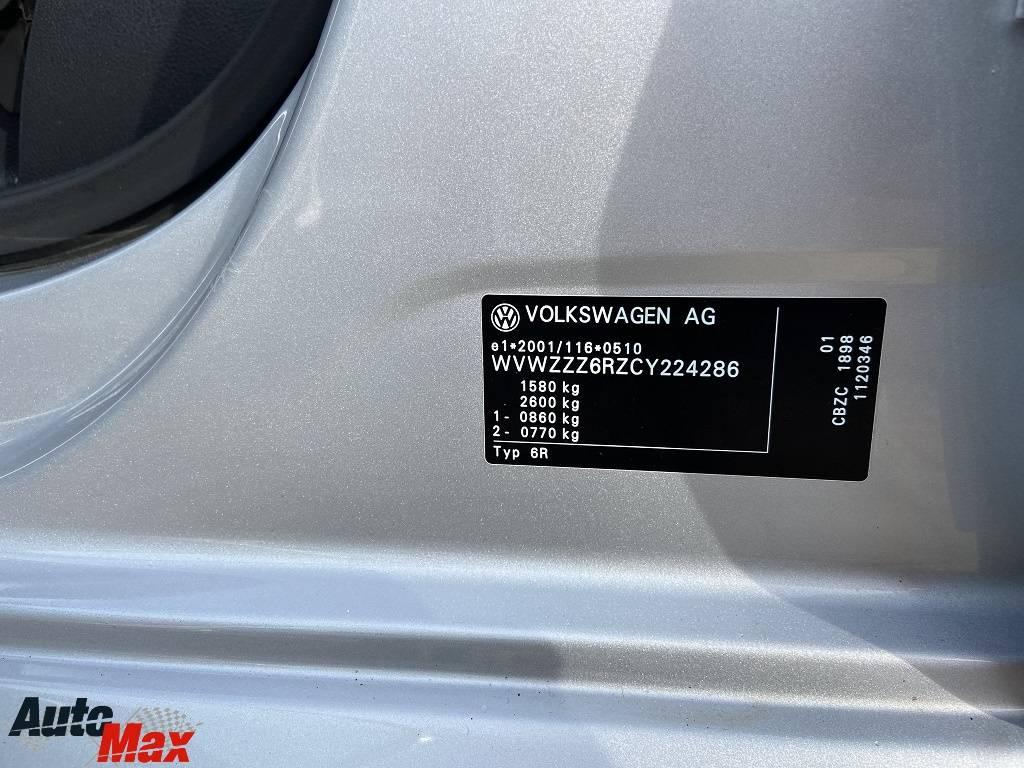 VOLKSWAGEN AG
e1*2001/116*0510
WVWZZZ6RZCY224286
1580 kg
2600 kg
1- 0860 kg
2- 0770 kg
Typ 6R
01
CBZC 1898
1120346
Auto
Max